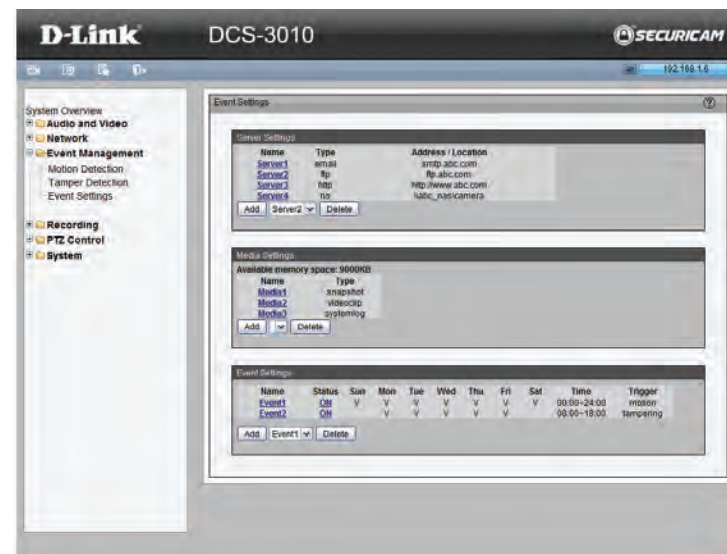 D-Link DCS-3010 SECURICAM
192.168.1.6
System Overview
Audio and Video
Network
Event Management
Motion Detection
Tamper Detection
Event Settings
Recording
PTZ Control
System
Event Settings
Server Settings
Name Type Address / Location
Server1 email smtp.abc.com
Server2 ftp ftp.abc.com
Server3 http http://www.abc.com
Server4 \\abc_nas\camera
Add Server2 Delete
Media Settings
Available memory space: 9000KB
Name Type
Media1 snapshot
Media2 videoclip
Media3 systemlog
Add Delete
Event Settings
Name Status Sun Mon Tue Wed Thu Fri Sat Time Trigger
Event1 ON V V V V V V V 00:00~24:00 motion
Event2 ON V V V V V 08:00~18:00 tampering
Add Event1 Delete